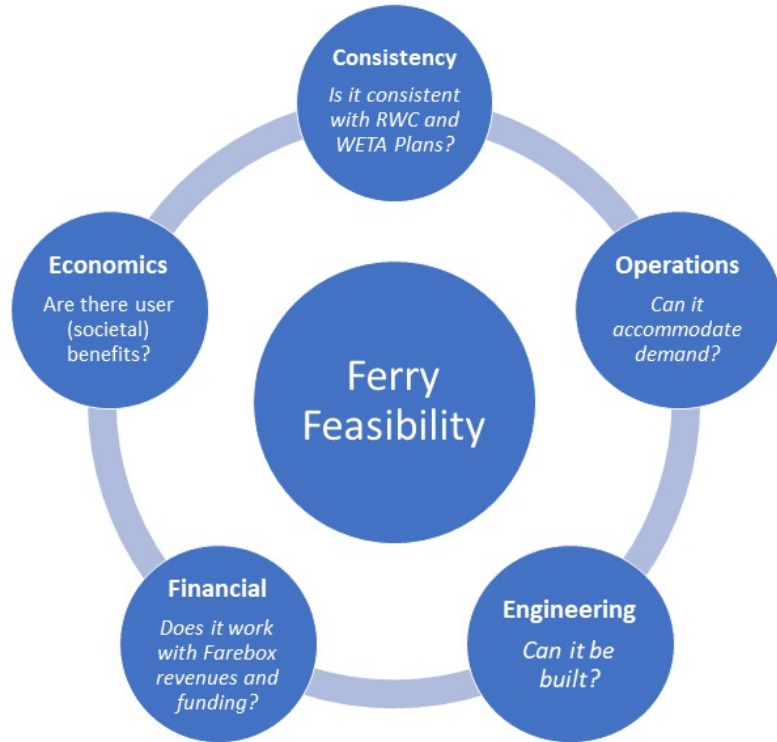 Consistency
Is it consistent
with RWC and
WETA Plans?
Operations
Can it
accommodate
demand?
Engineering
Can it be
built?
Financial
Does it work
with Farebox
revenues and
funding?
Economics
Are there user
(societal)
benefits?
Ferry
Feasibility